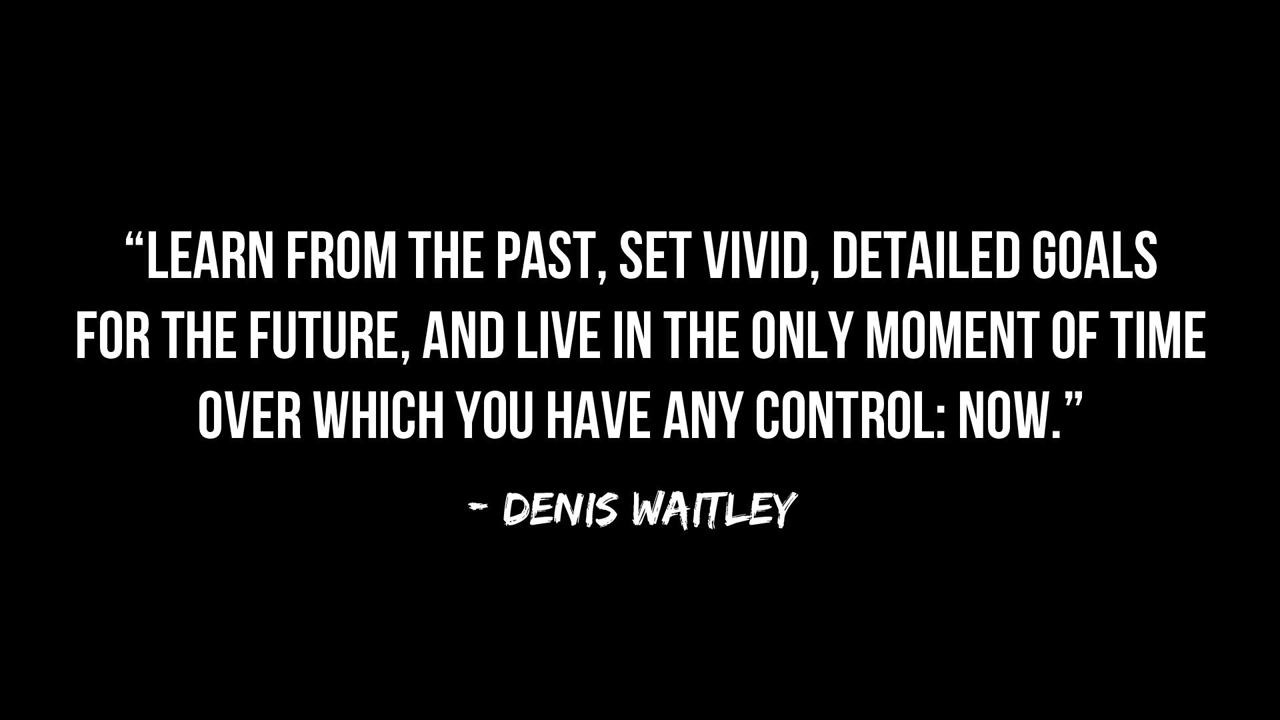 “LEARN FROM THE PAST, SET VIVID, DETAILED GOALS
FOR THE FUTURE, AND LIVE IN THE ONLY MOMENT OF TIME
OVER WHICH YOU HAVE ANY CONTROL: NOW.”
- DENIS WAITLEY